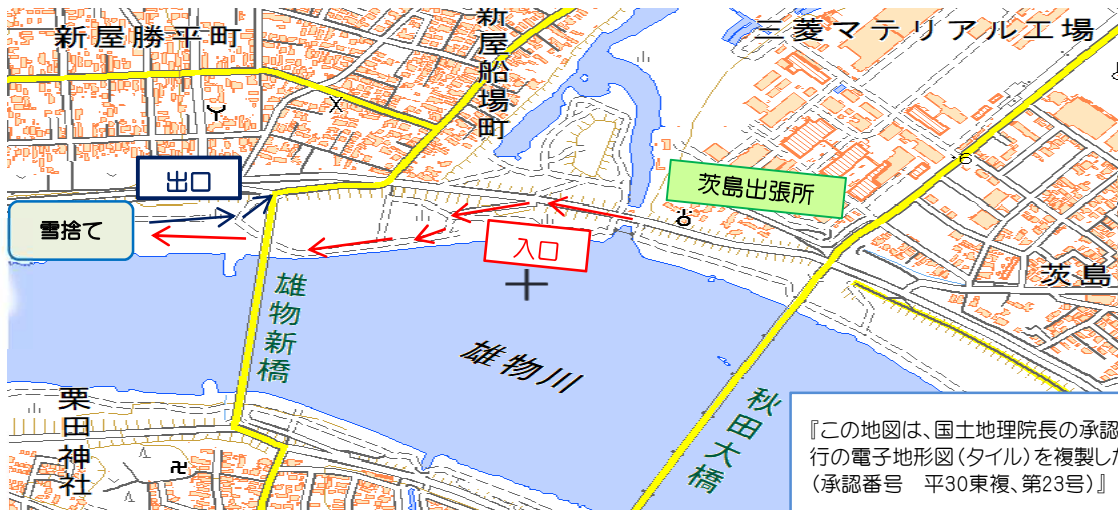 新屋勝平町
新屋船場町
三菱マテリアル工場
6
出口
茨島出張所
雪捨て
入口
茨島
雄物新橋
雄物川
秋田大橋
栗田神社
『この地図は、国土地理院長の承認
行の電子地形図(タイル)を複製した
(承認番号 平30東複、第23号)』